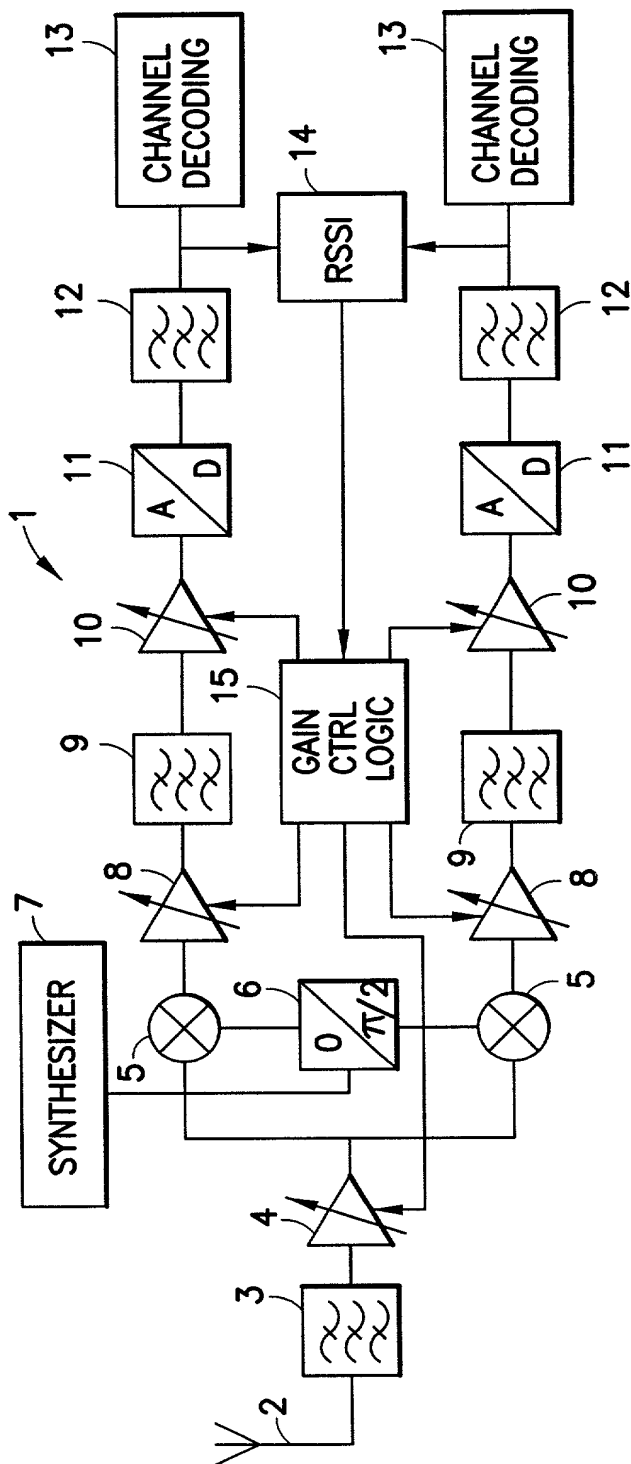 1
SYNTHESIZER
7
13
CHANNEL
DECODING
12
11
A
D
10
9
8
5
14
RSSI
15
GAIN
CTRL
LOGIC
6
0
π/2
4
3
2
5
8
9
10
11
A
D
12
13
CHANNEL
DECODING